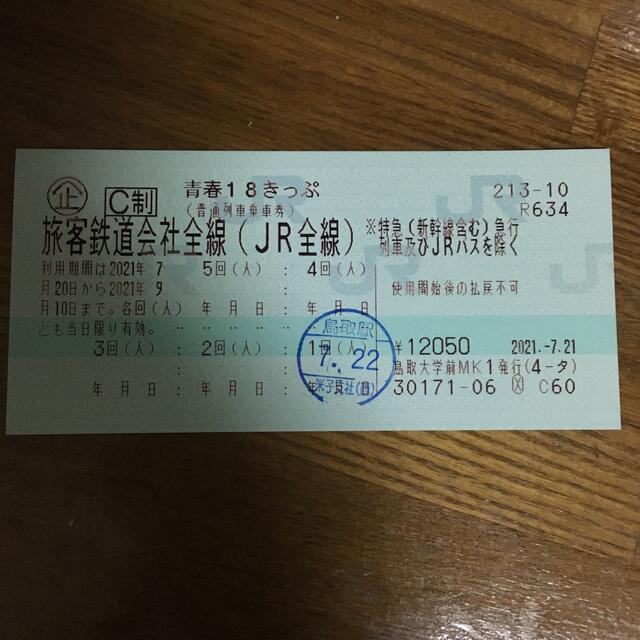 企 C制 青春18きっぷ 213-10
(普通列車乗車券) R634
旅客鉄道会社全線(JR全線) ※特急(新幹線含む)急行
列車及びJRバスを除く
利用期間は2021年 7 5回(人) : 4回(人)
月20日から2021年 9 : 使用開始後の払戻不可
月10日まで。各回(人) 年 月 日 : 年 月 日
とも当日限り有効。
3回(人) : 2回(人) : 1回(人) ¥12050 2021.-7.21
鳥取大学前MK1発行(4-タ)
年 月 日 : 年 月 日 : 年 月 日 30171-06 C60
鳥取駅
7.22